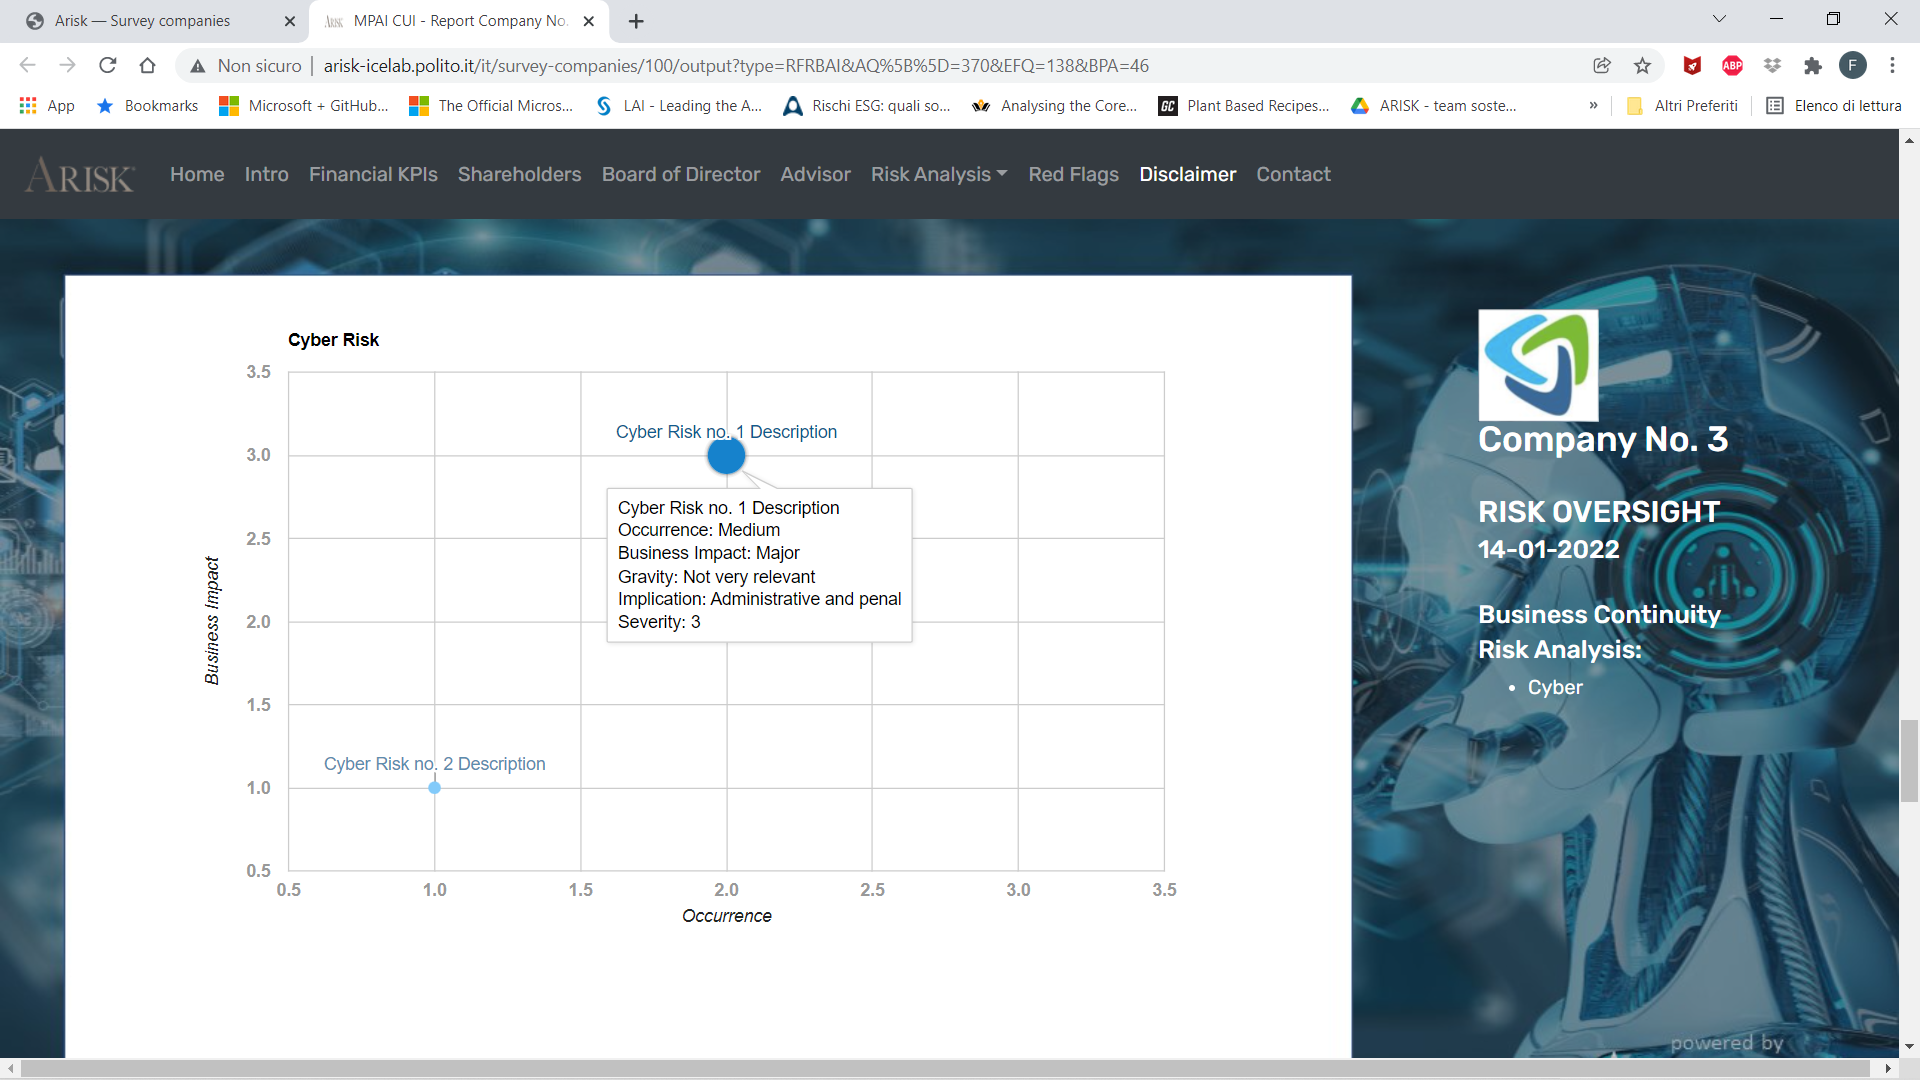 Arisk — Survey companies
MPAI CUI - Report Company No.
Non sicuro
arisk-icelab.polito.it/it/survey-companies/100/output?type=RFRBAI&AQ%5B%5D=370&EFQ=138&BPA=46
ABP
F
App
Bookmarks
Microsoft + GitHub...
The Official Micros...
LAI - Leading the A...
Rischi ESG: quali so...
Analysing the Core...
GC
Plant Based Recipes...
ARISK - team soste...
»
Altri Preferiti
Elenco di lettura
ARISK
Home
Intro
Financial KPIs
Shareholders
Board of Director
Advisor
Risk Analysis
Red Flags
Disclaimer
Contact
Cyber Risk
3.5
3.0
2.5
2.0
1.5
1.0
0.5
Business Impact
Cyber Risk no. 1 Description
Cyber Risk no. 1 Description
Occurrence: Medium
Business Impact: Major
Gravity: Not very relevant
Implication: Administrative and penal
Severity: 3
Cyber Risk no. 2 Description
0.5 1.0 1.5 2.0 2.5 3.0 3.5
Occurrence
Company No. 3
RISK OVERSIGHT
14-01-2022
Business Continuity
Risk Analysis:
• Cyber
powered by